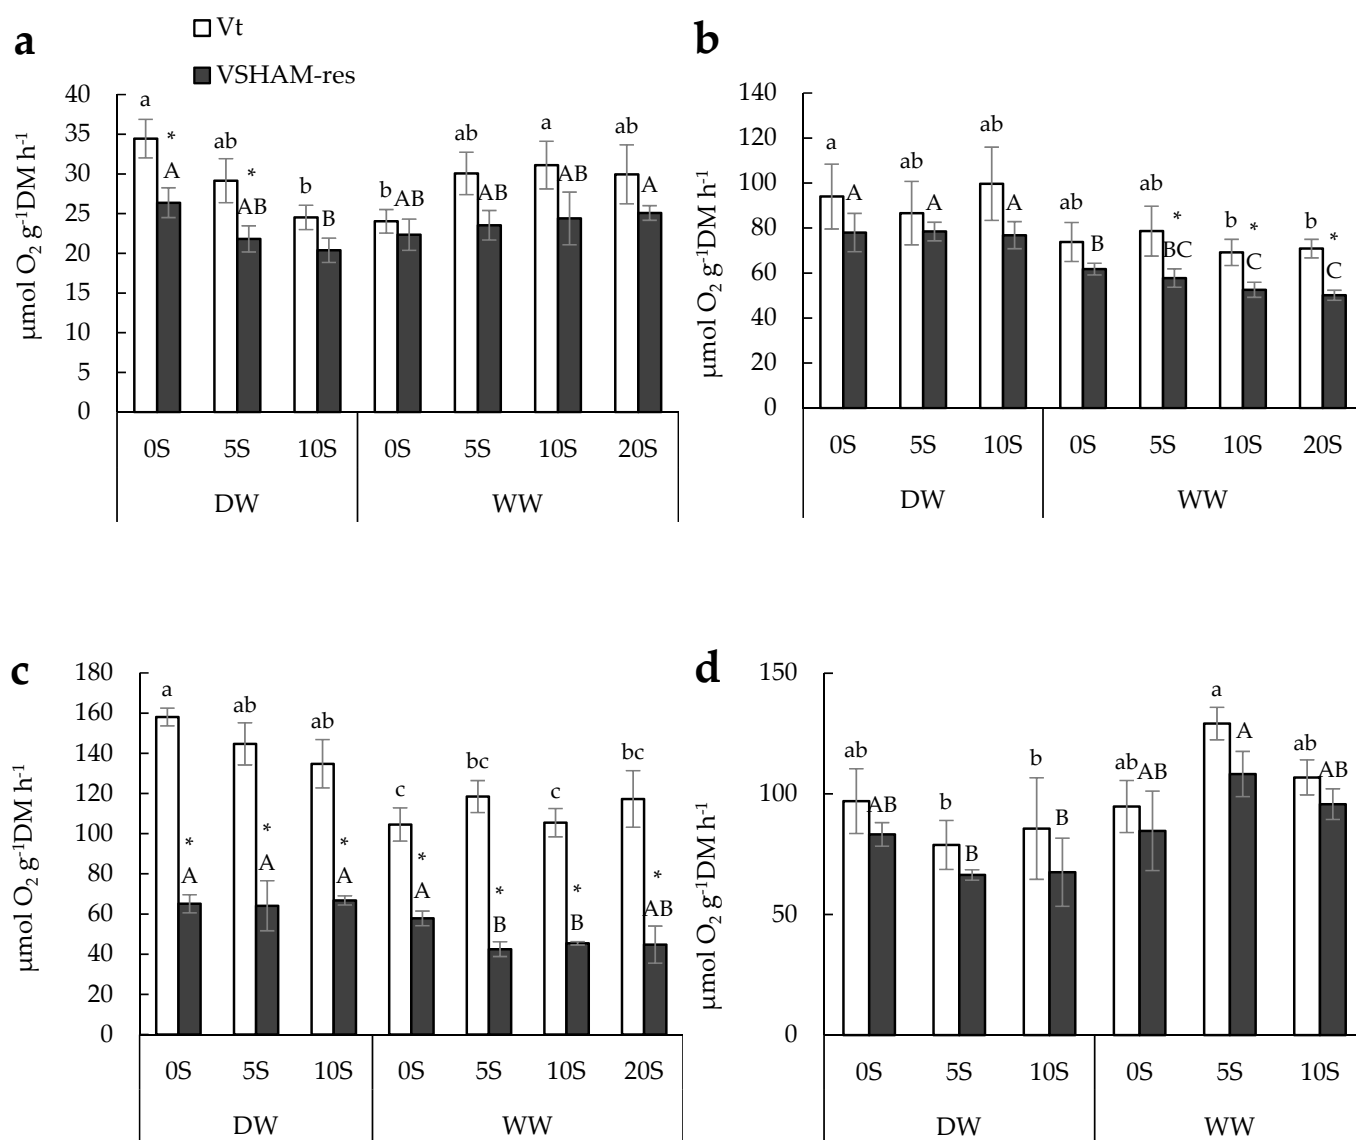 a
Vt
VSHAM-res
µmol O₂ g⁻¹DM h⁻¹
40
35
30
25
20
15
10
5
0
a * A
ab * AB
b B
b AB
ab AB
a AB
ab A
0S 5S 10S 0S 5S 10S 20S
DW WW
b
µmol O₂ g⁻¹DM h⁻¹
140
120
100
80
60
40
20
0
a A
ab A
ab A
ab B
ab * BC
b * C
b * C
0S 5S 10S 0S 5S 10S 20S
DW WW
c
µmol O₂ g⁻¹DM h⁻¹
180
160
140
120
100
80
60
40
20
0
a * A
ab * A
ab * A
c * A
bc * B
c * B
bc * AB
0S 5S 10S 0S 5S 10S 20S
DW WW
d
µmol O₂ g⁻¹DM h⁻¹
150
100
50
0
ab AB
b B
b B
ab AB
a A
ab AB
0S 5S 10S 0S 5S 10S
DW WW